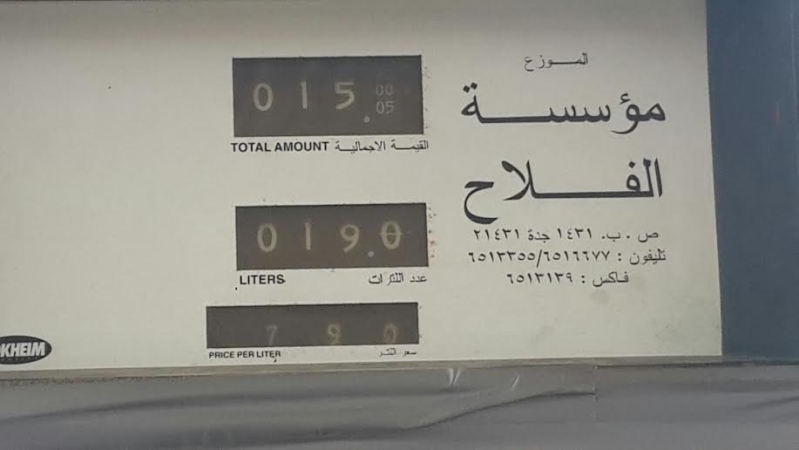 015.
00
05
TOTAL AMOUNT القيمة الاجمالية
019.0
LITERS عدد اللترات
790
PRICE PER LITER سعر اللتر
KHEIM
الموزع
مؤسسة
الفلاح
ص . ب . ١٤٣١ جدة ٢١٤٣١
تليفون : ٦٥١٣٣٥٥/٦٥١٦٦٧٧
فاكس : ٦٥١٣١٣٩